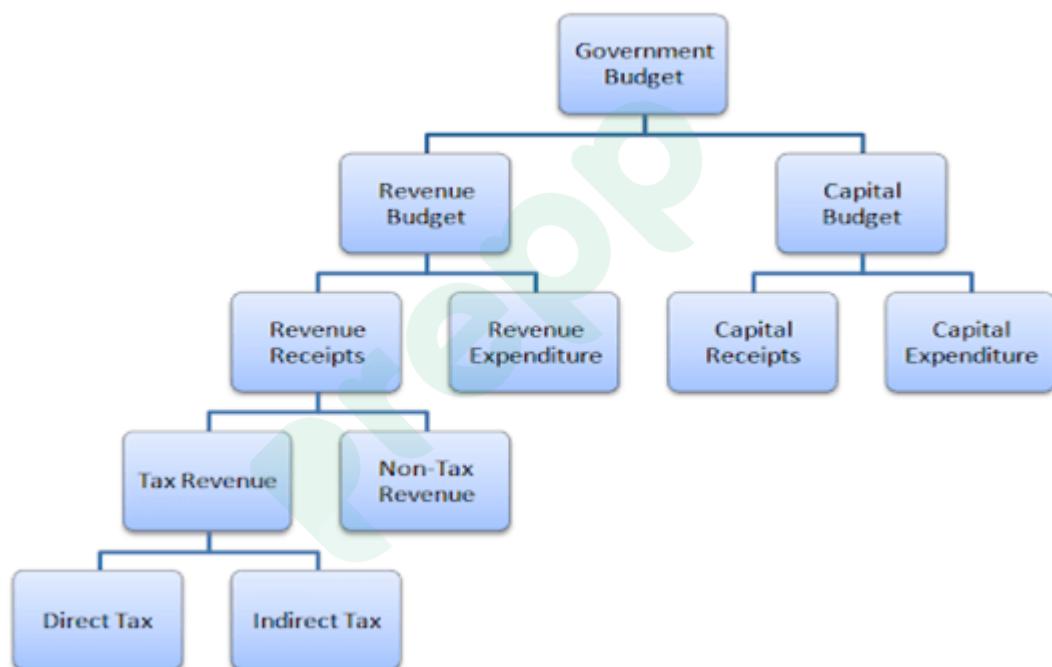 Government
Budget
Revenue
Budget
Capital
Budget
Revenue
Receipts
Revenue
Expenditure
Capital
Receipts
Capital
Expenditure
Tax Revenue
Non-Tax
Revenue
Direct Tax
Indirect Tax
prepp